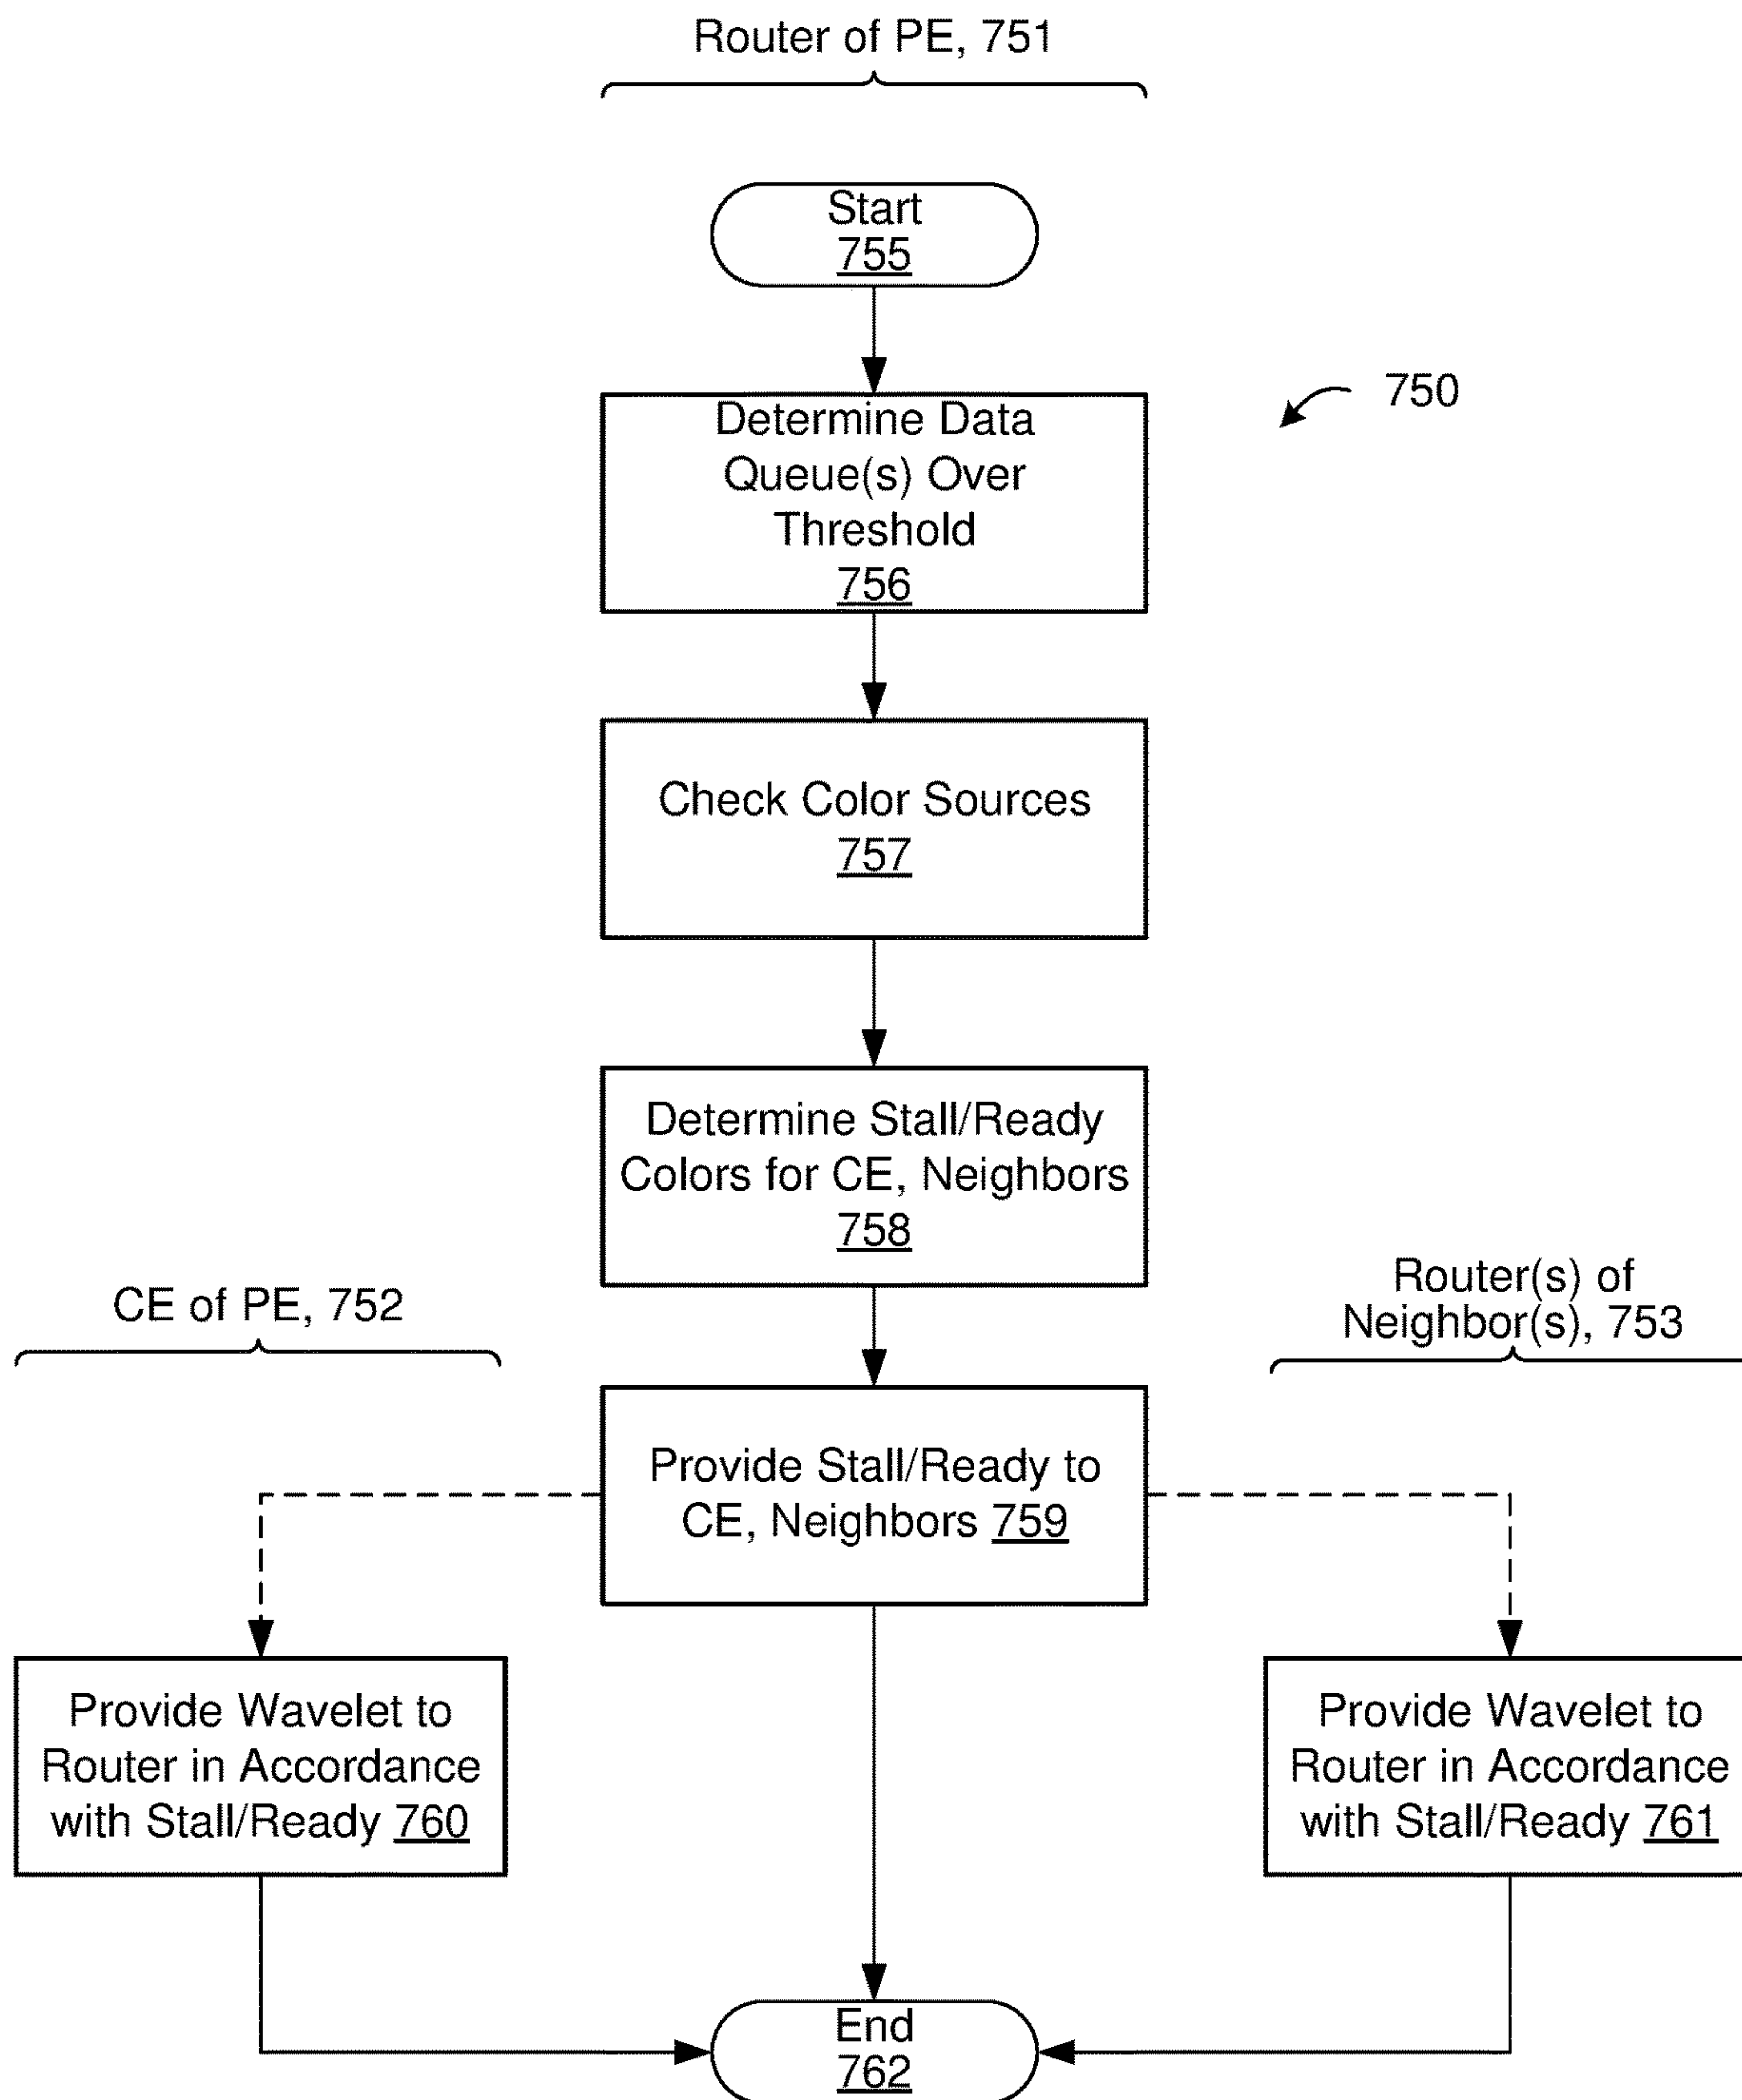 Router of PE, 751
Start
755
750
Determine Data
Queue(s) Over
Threshold
756
Check Color Sources
757
Determine Stall/Ready
Colors for CE, Neighbors
758
CE of PE, 752
Router(s) of
Neighbor(s), 753
Provide Stall/Ready to
CE, Neighbors 759
Provide Wavelet to
Router in Accordance
with Stall/Ready 760
Provide Wavelet to
Router in Accordance
with Stall/Ready 761
End
762